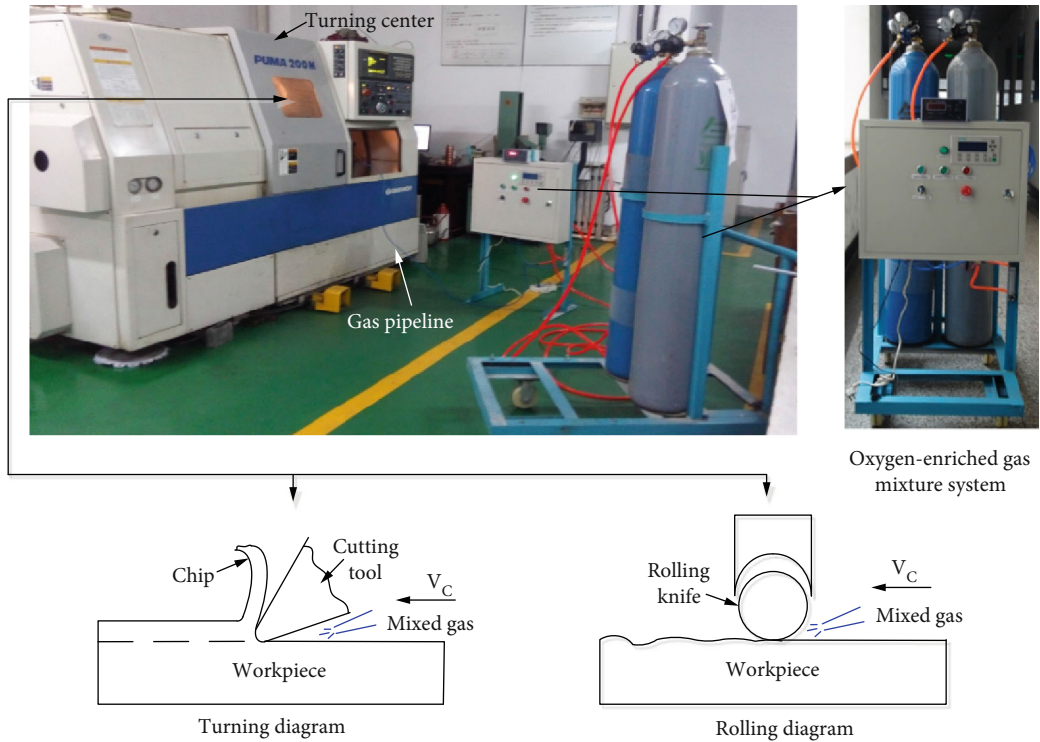 Turning center
PUMA 200M
DAEWOO
Gas pipeline
Oxygen-enriched gas
mixture system
Chip
Cutting
tool
V_C
Mixed gas
Workpiece
Turning diagram
Rolling
knife
V_C
Mixed gas
Workpiece
Rolling diagram